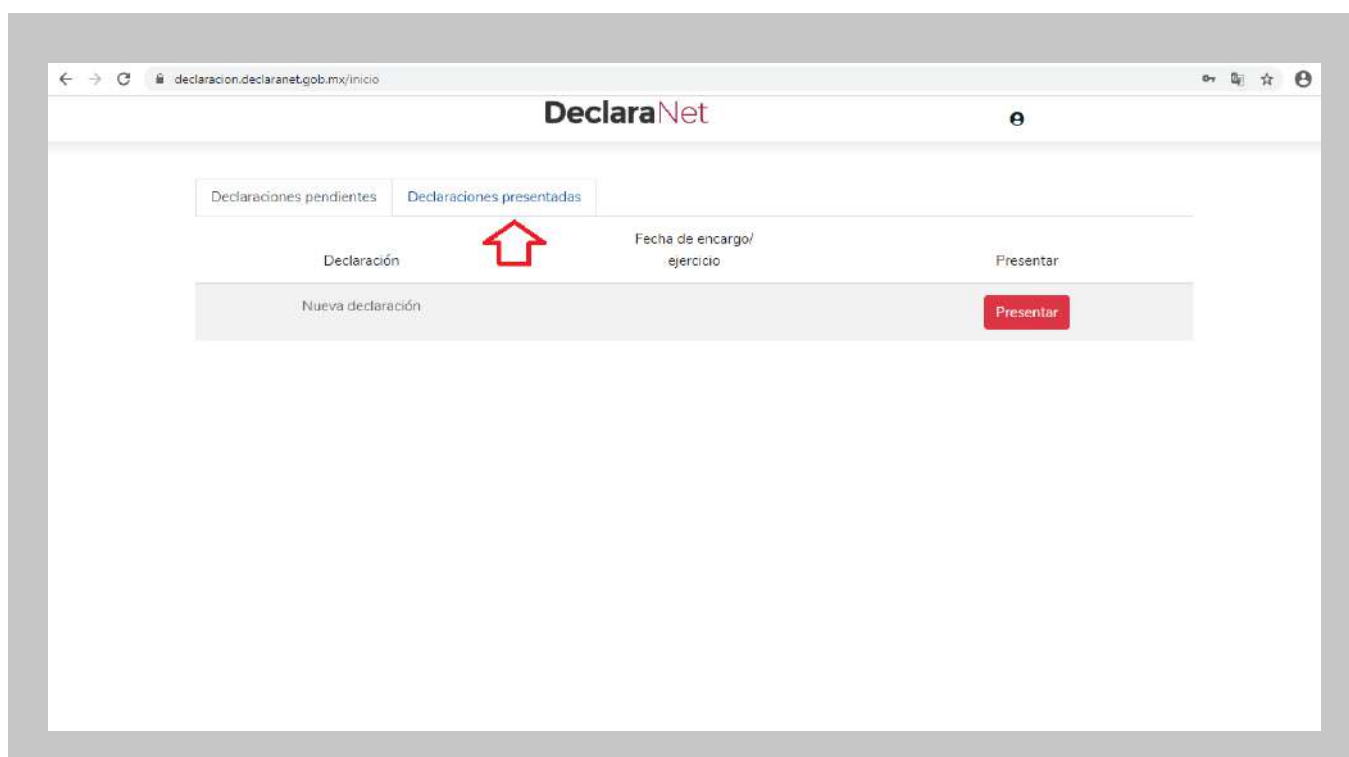 declaracion.declaranet.gob.mx/inicio
DeclaraNet
Declaraciones pendientes Declaraciones presentadas
Declaración Fecha de encargo/ ejercicio Presentar
Nueva declaración Presentar